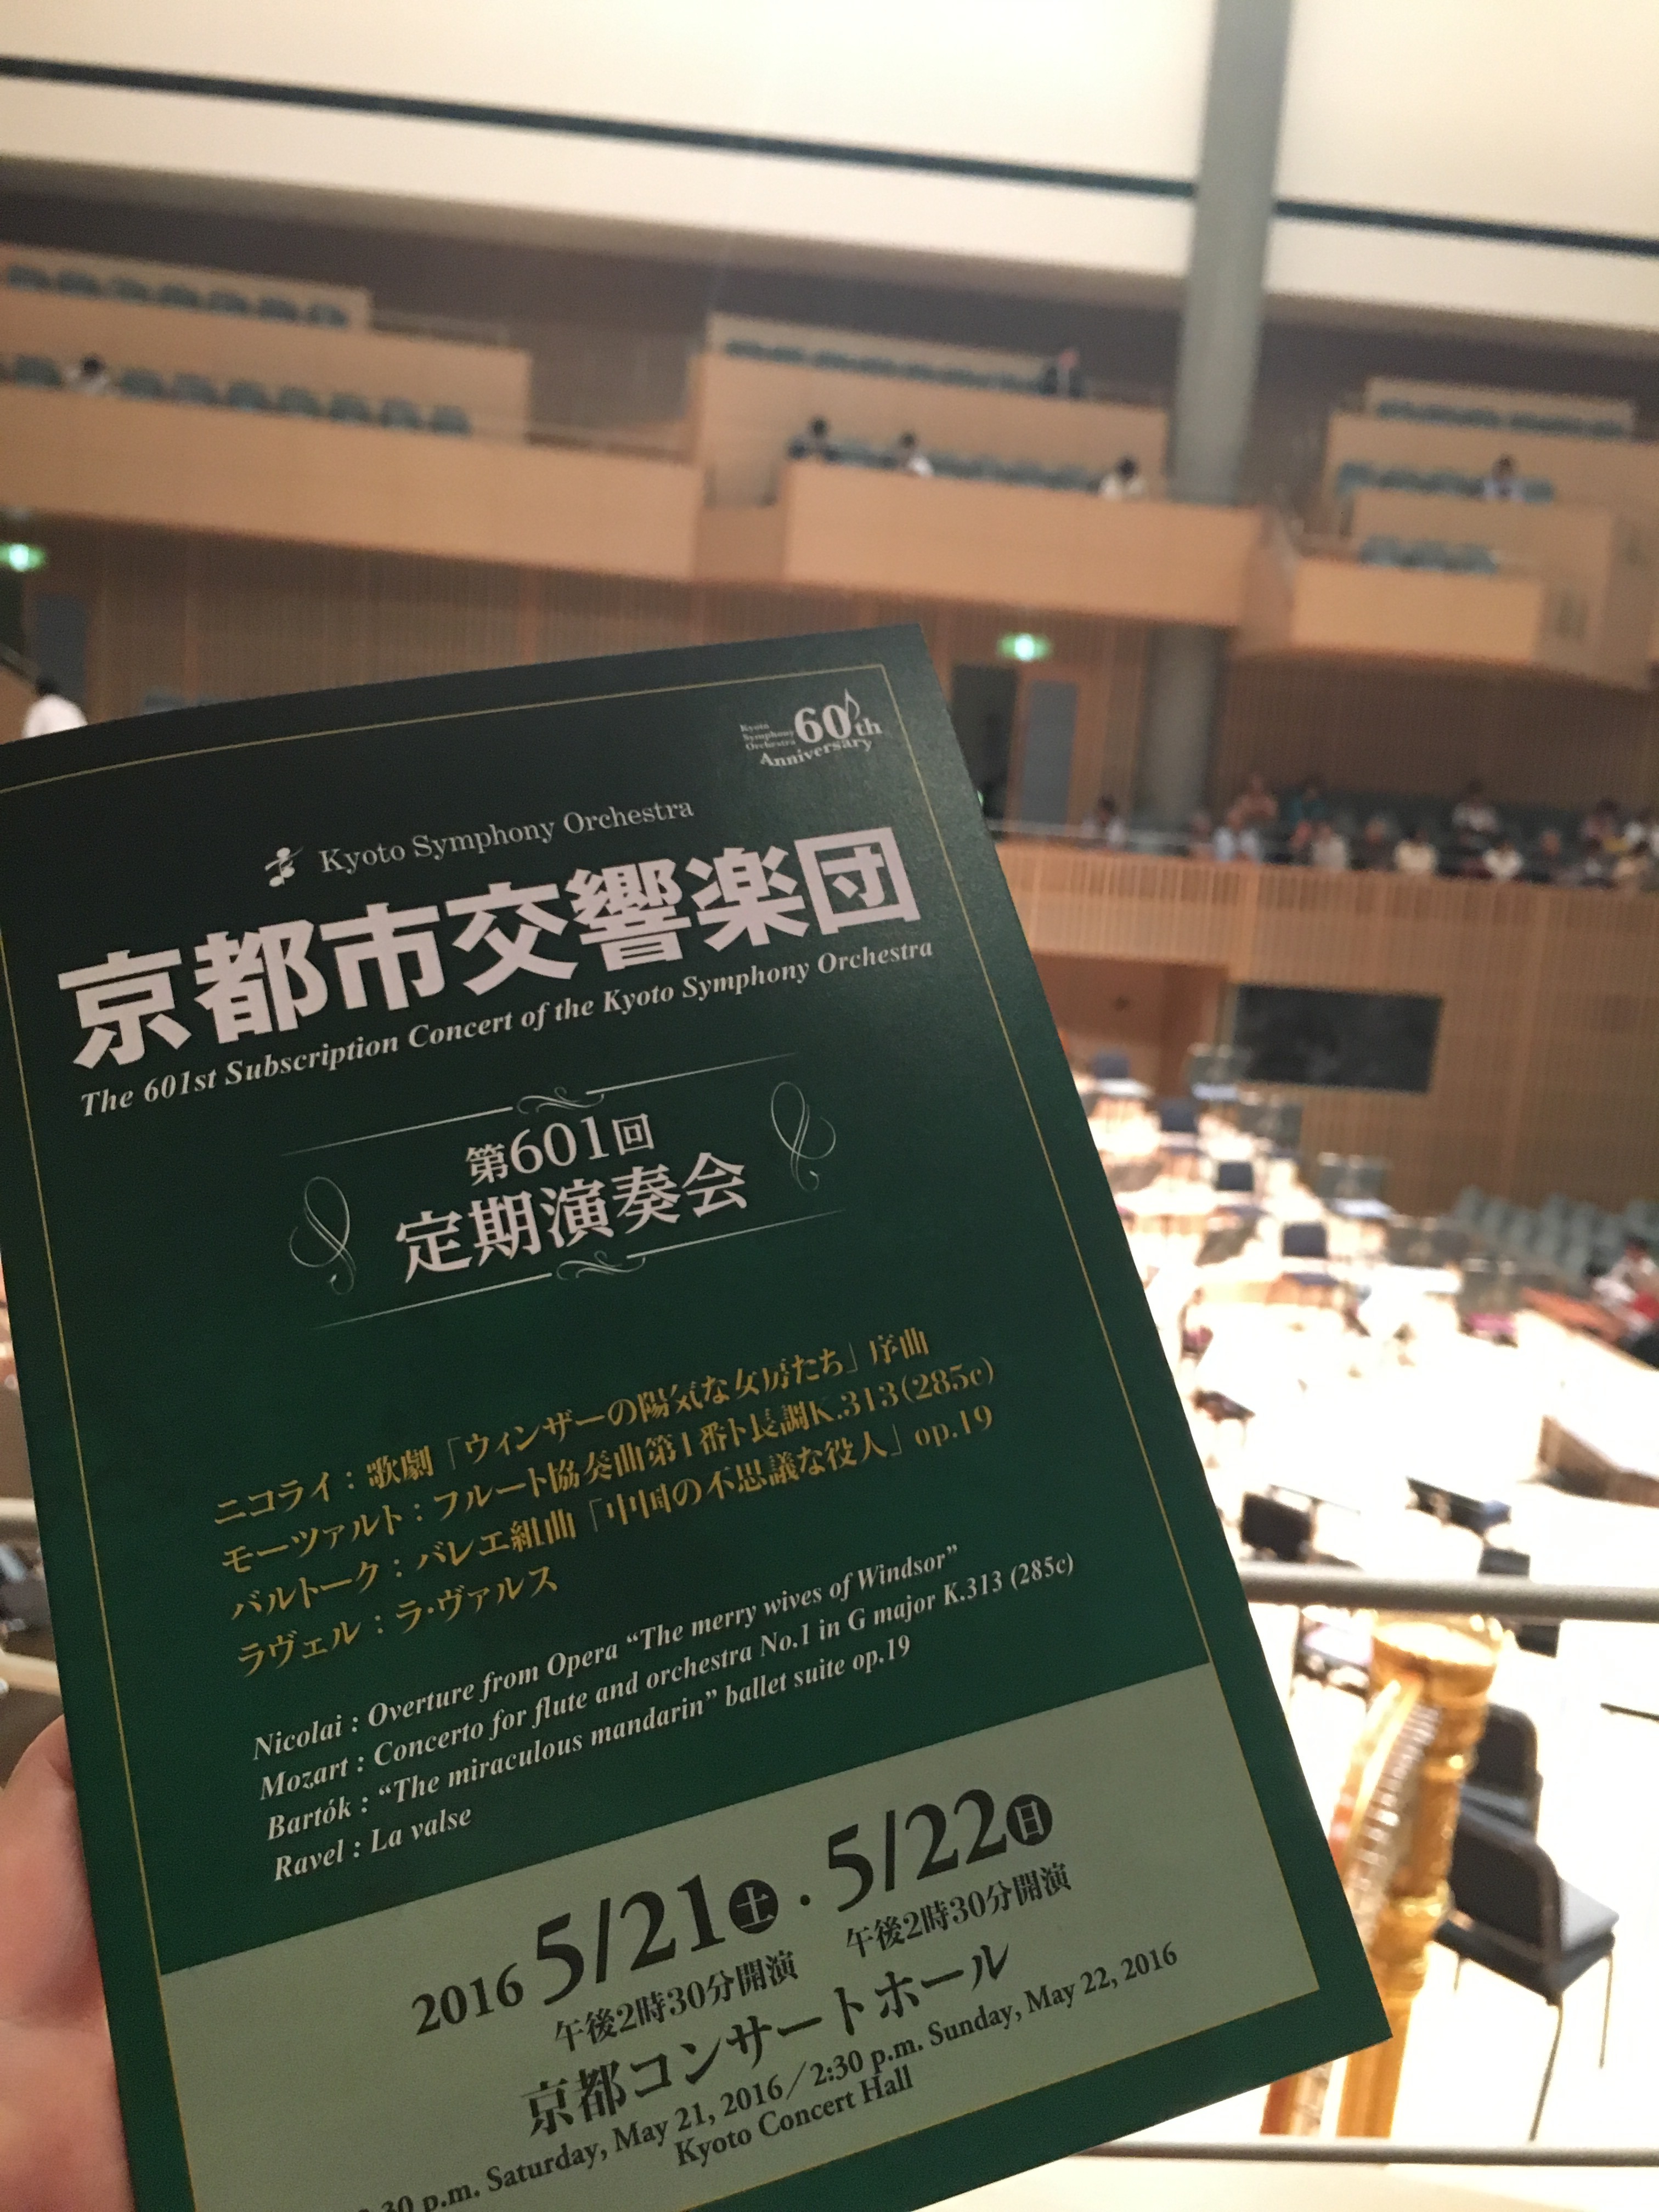 Kyoto
Symphony
Orchestra
60th
Anniversary
Kyoto Symphony Orchestra
京都市交響楽団
The 601st Subscription Concert of the Kyoto Symphony Orchestra
第601回
定期演奏会
ニコライ：歌劇「ウィンザーの陽気な女房たち」序曲
モーツァルト：フルート協奏曲第1番ト長調K.313(285c)
バルトーク：バレエ組曲「中国の不思議な役人」op.19
ラヴェル：ラ・ヴァルス
Nicolai : Overture from Opera “The merry wives of Windsor”
Mozart : Concerto for flute and orchestra No.1 in G major K.313 (285c)
Bartók : “The miraculous mandarin” ballet suite op.19
Ravel : La valse
2016 5/21土・5/22日
午後2時30分開演 午後2時30分開演
京都コンサートホール
:30 p.m. Saturday, May 21, 2016／2:30 p.m. Sunday, May 22, 2016
Kyoto Concert Hall